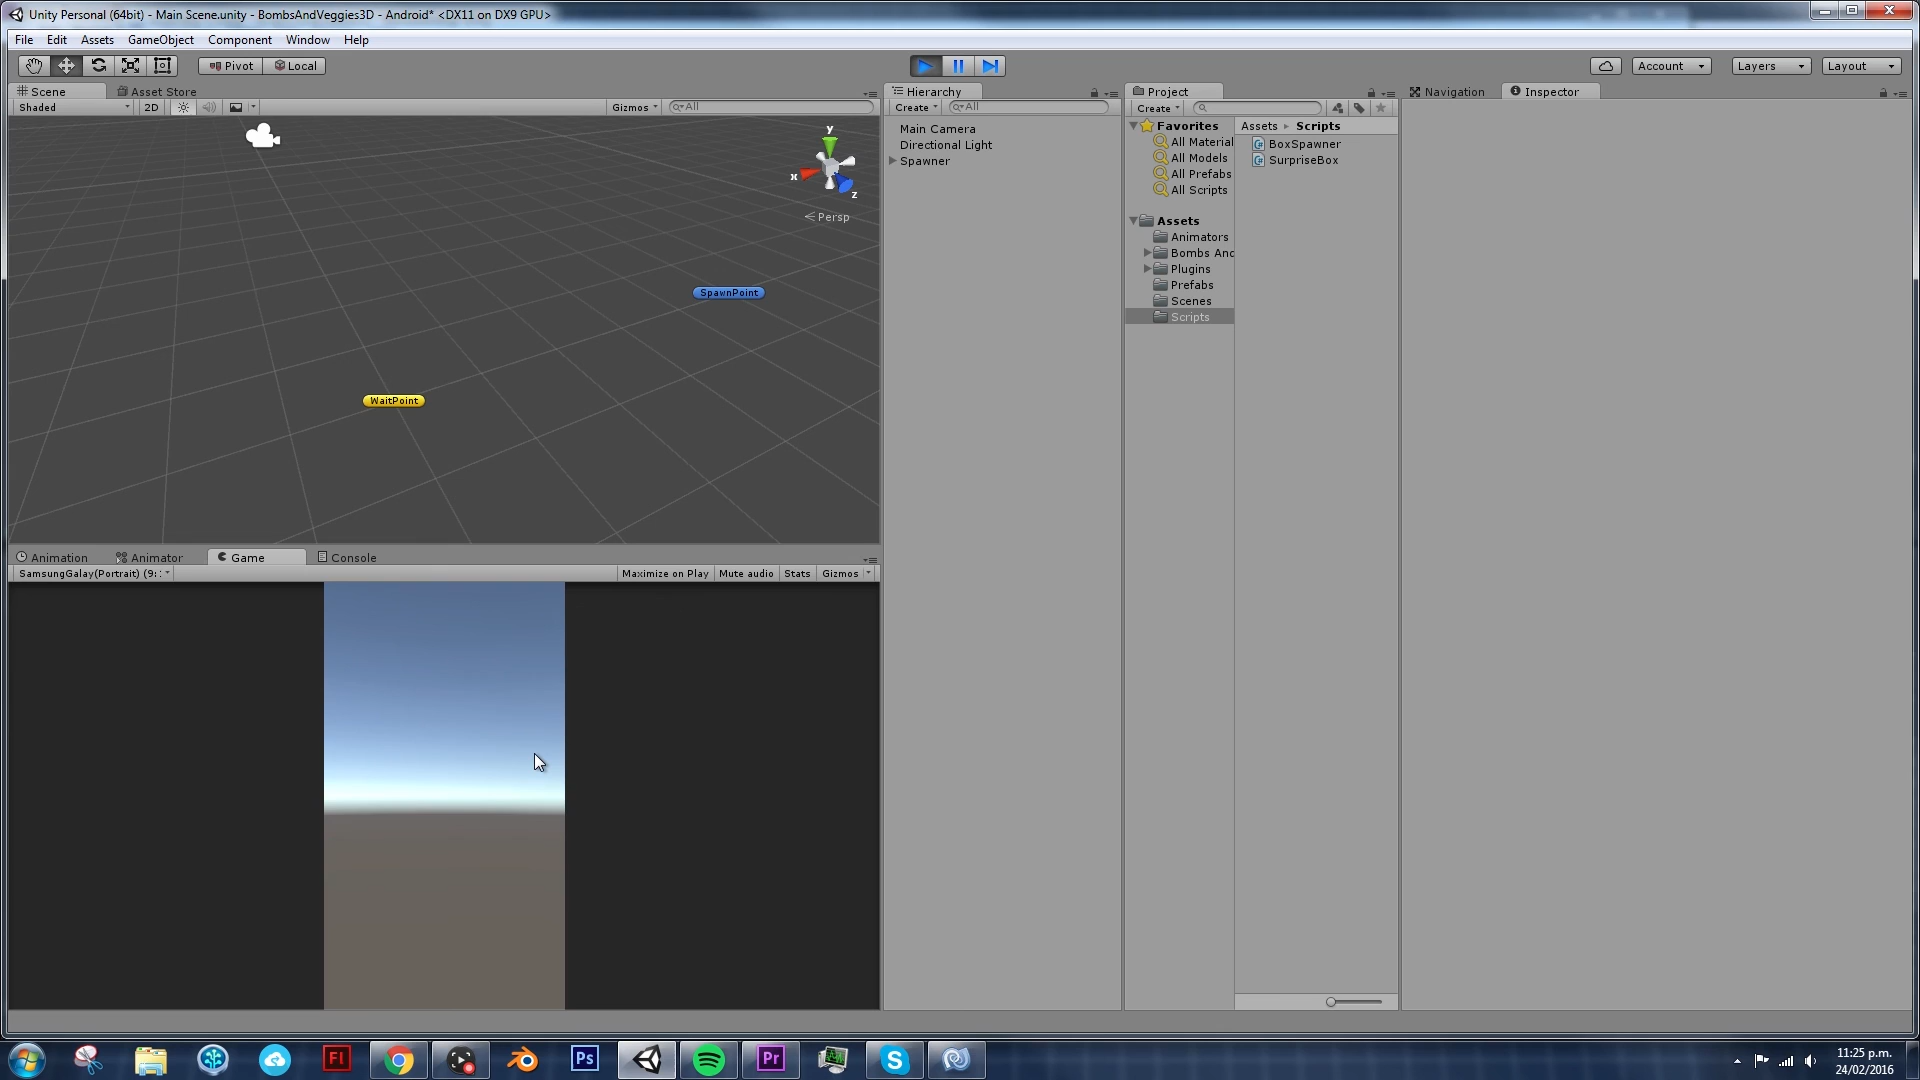 Unity Personal (64bit) - Main Scene.unity - BombsAndVeggies3D - Android* <DX11 on DX9 GPU>
File Edit Assets GameObject Component Window Help
Pivot Local Account Layers Layout
Scene Asset Store
Shaded 2D Gizmos All
y
x
z
Persp
SpawnPoint
WaitPoint
Animation Animator Game Console
SamsungGalay(Portrait) (9: Maximize on Play Mute audio Stats Gizmos
Hierarchy
Create All
Main Camera
Directional Light
Spawner
Project
Create
Favorites
All Material
All Models
All Prefabs
All Scripts
Assets
Animators
Bombs And
Plugins
Prefabs
Scenes
Scripts
Assets Scripts
BoxSpawner
SurpriseBox
Navigation Inspector
Fl
Ps
Pr
11:25 p.m.
24/02/2016